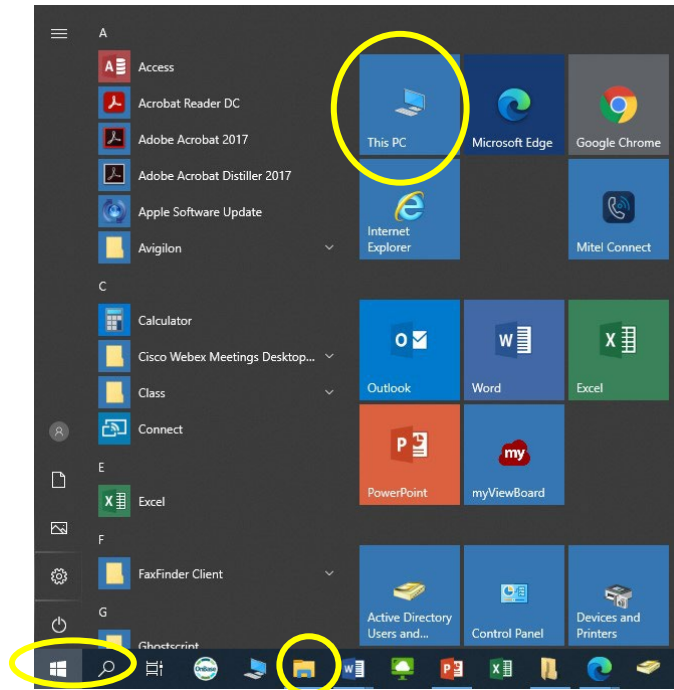 A
Access
Acrobat Reader DC
Adobe Acrobat 2017
Adobe Acrobat Distiller 2017
Apple Software Update
Avigilon
C
Calculator
Cisco Webex Meetings Desktop...
Class
Connect
E
Excel
F
FaxFinder Client
G
Ghostscript
This PC
Microsoft Edge
Google Chrome
Internet
Explorer
Mitel Connect
Outlook
Word
Excel
PowerPoint
my
myViewBoard
Active Directory
Users and...
Control Panel
Devices and
Printers
OnBase